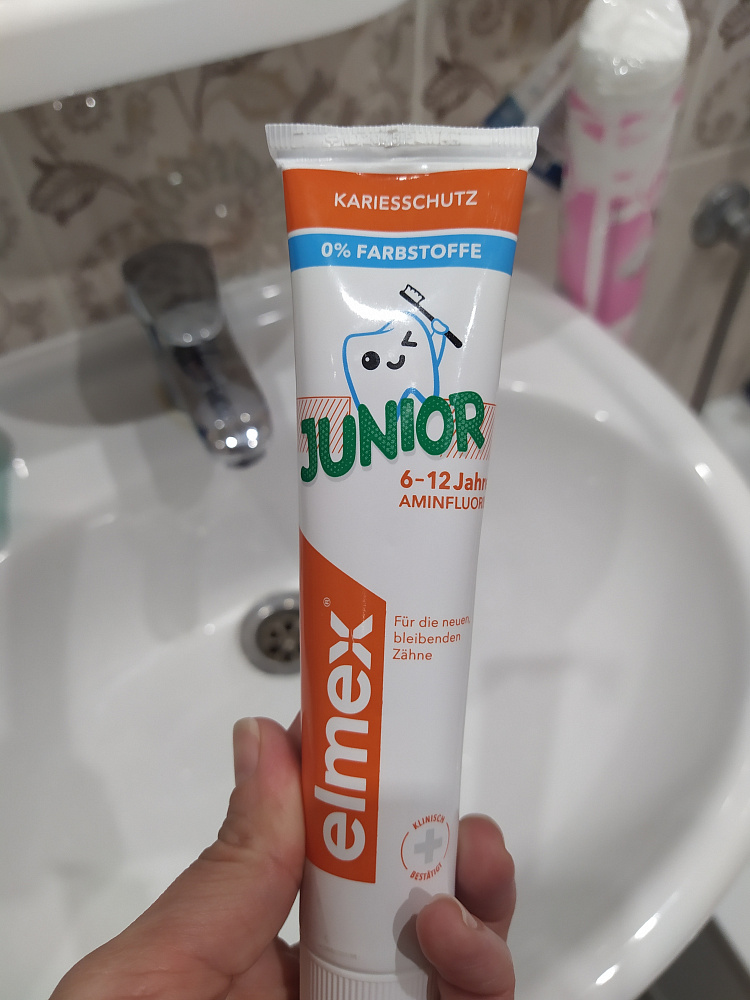 KARIESSCHUTZ
0% FARBSTOFFE
JUNIOR
6-12 Jahr
AMINFLUOR
elmex®
Für die neuen,
bleibenden
Zähne
KLINISCH
BESTÄTIGT